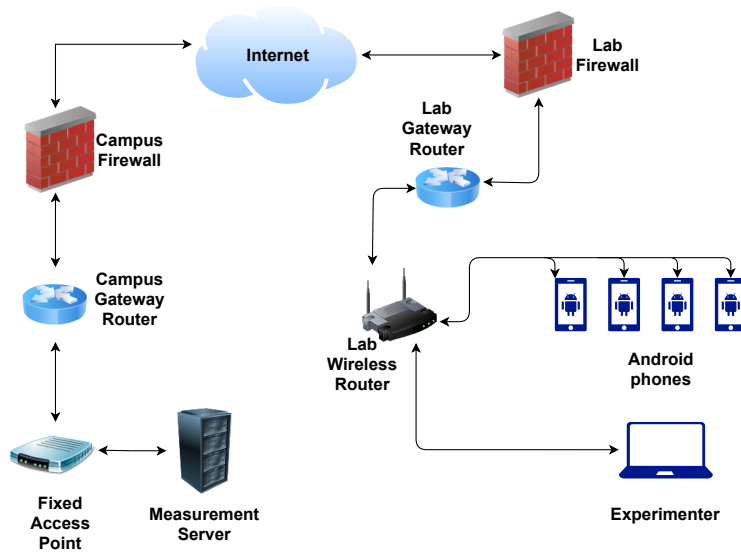 Internet
Lab
Firewall
Campus
Firewall
Lab
Gateway
Router
Campus
Gateway
Router
Lab
Wireless
Router
Android
phones
Fixed
Access
Point
Measurement
Server
Experimenter